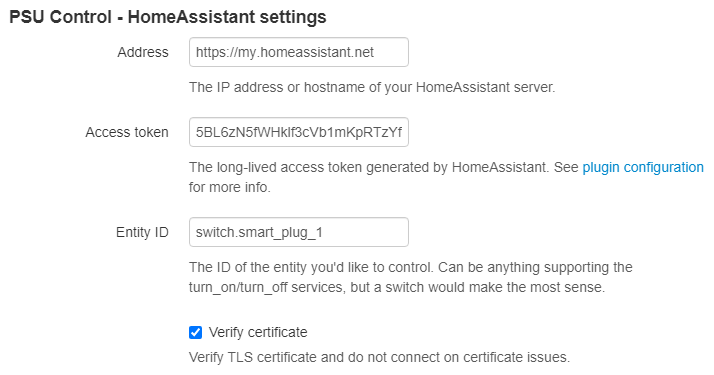 PSU Control - HomeAssistant settings
Address
https://my.homeassistant.net
The IP address or hostname of your HomeAssistant server.
Access token
5BL6zN5fWHklf3cVb1mKpRTzYf
The long-lived access token generated by HomeAssistant. See plugin configuration
for more info.
Entity ID
switch.smart_plug_1
The ID of the entity you'd like to control. Can be anything supporting the
turn_on/turn_off services, but a switch would make the most sense.
Verify certificate
Verify TLS certificate and do not connect on certificate issues.